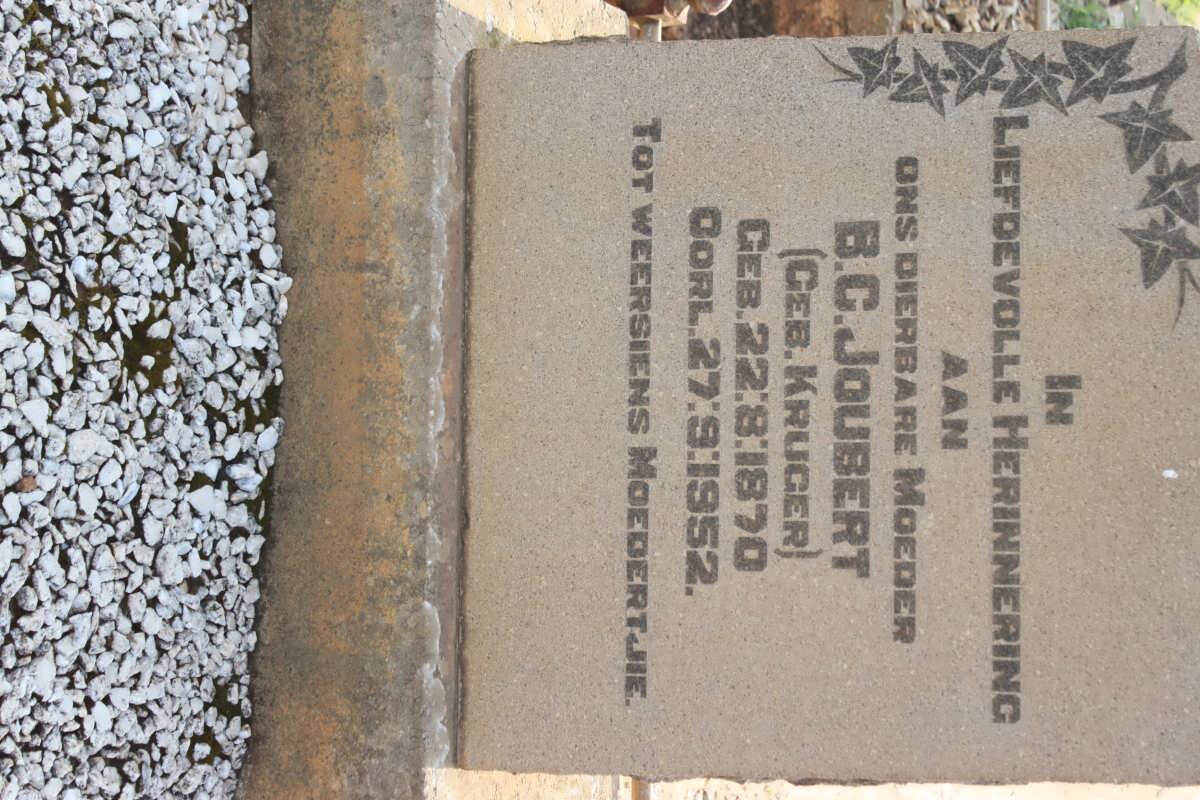 IN
LIEFDEVOLLE HERINNERING
AAN
ONS DIERBARE MOEDER
B.C. JOUBERT
(GEB. KRUGER)
GEB. 22:8:1870
OORL. 27:9:1952.
TOT WEERSIENS MOEDERTJIE.